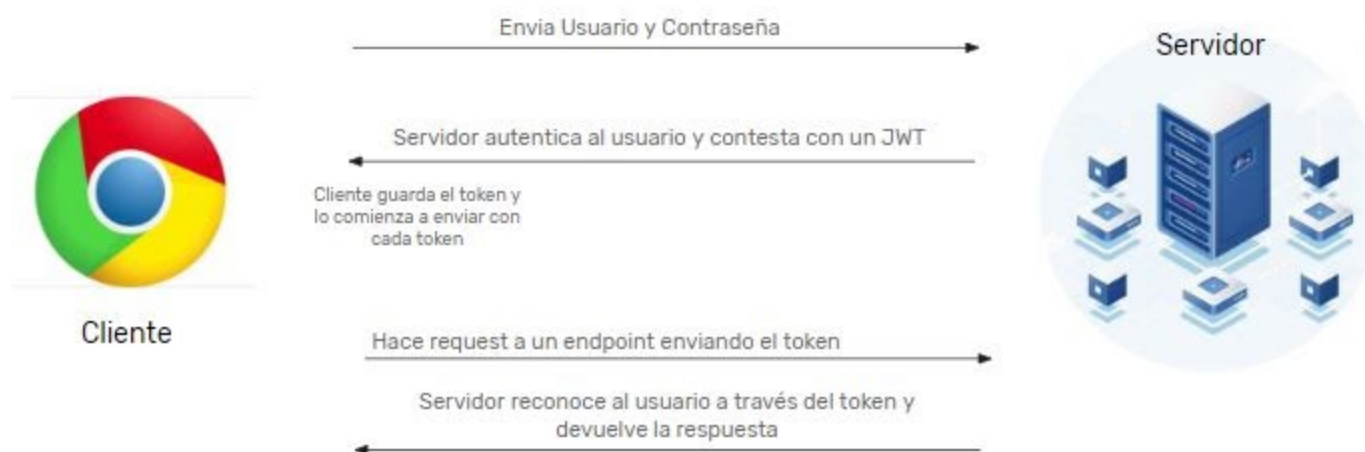 Envia Usuario y Contraseña
Servidor
Servidor autentica al usuario y contesta con un JWT
Cliente guarda el token y
lo comienza a enviar con
cada token
Cliente
Hace request a un endpoint enviando el token
Servidor reconoce al usuario a través del token y
devuelve la respuesta